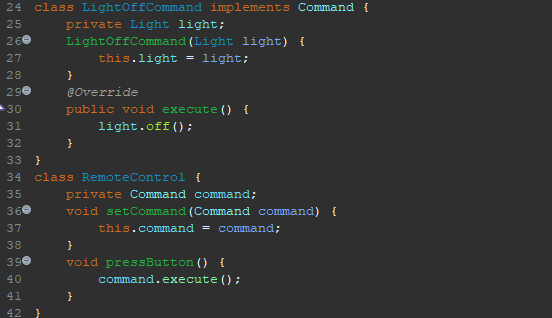 24 class LightOffCommand implements Command {
25     private Light light;
26     LightOffCommand(Light light) {
27         this.light = light;
28     }
29     @Override
30     public void execute() {
31         light.off();
32     }
33 }
34 class RemoteControl {
35     private Command command;
36     void setCommand(Command command) {
37         this.command = command;
38     }
39     void pressButton() {
40         command.execute();
41     }
42 }